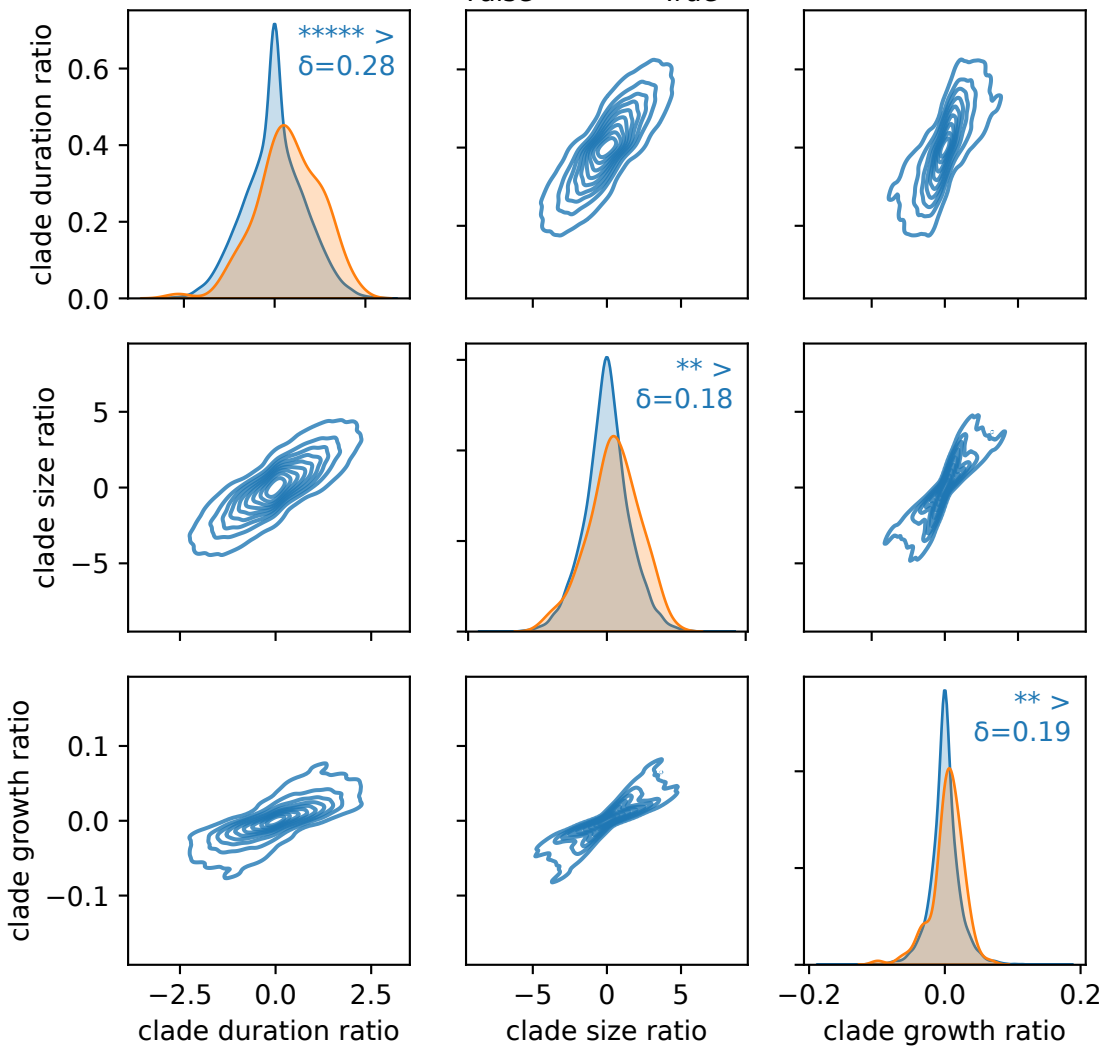 clade duration ratio
0.6
0.4
0.2
0.0
***** >
δ=0.28
clade size ratio
5
0
−5
** >
δ=0.18
clade growth ratio
0.1
0.0
−0.1
** >
δ=0.19
−2.5 0.0 2.5
−5 0 5
−0.2 0.0 0.2
clade duration ratio
clade size ratio
clade growth ratio